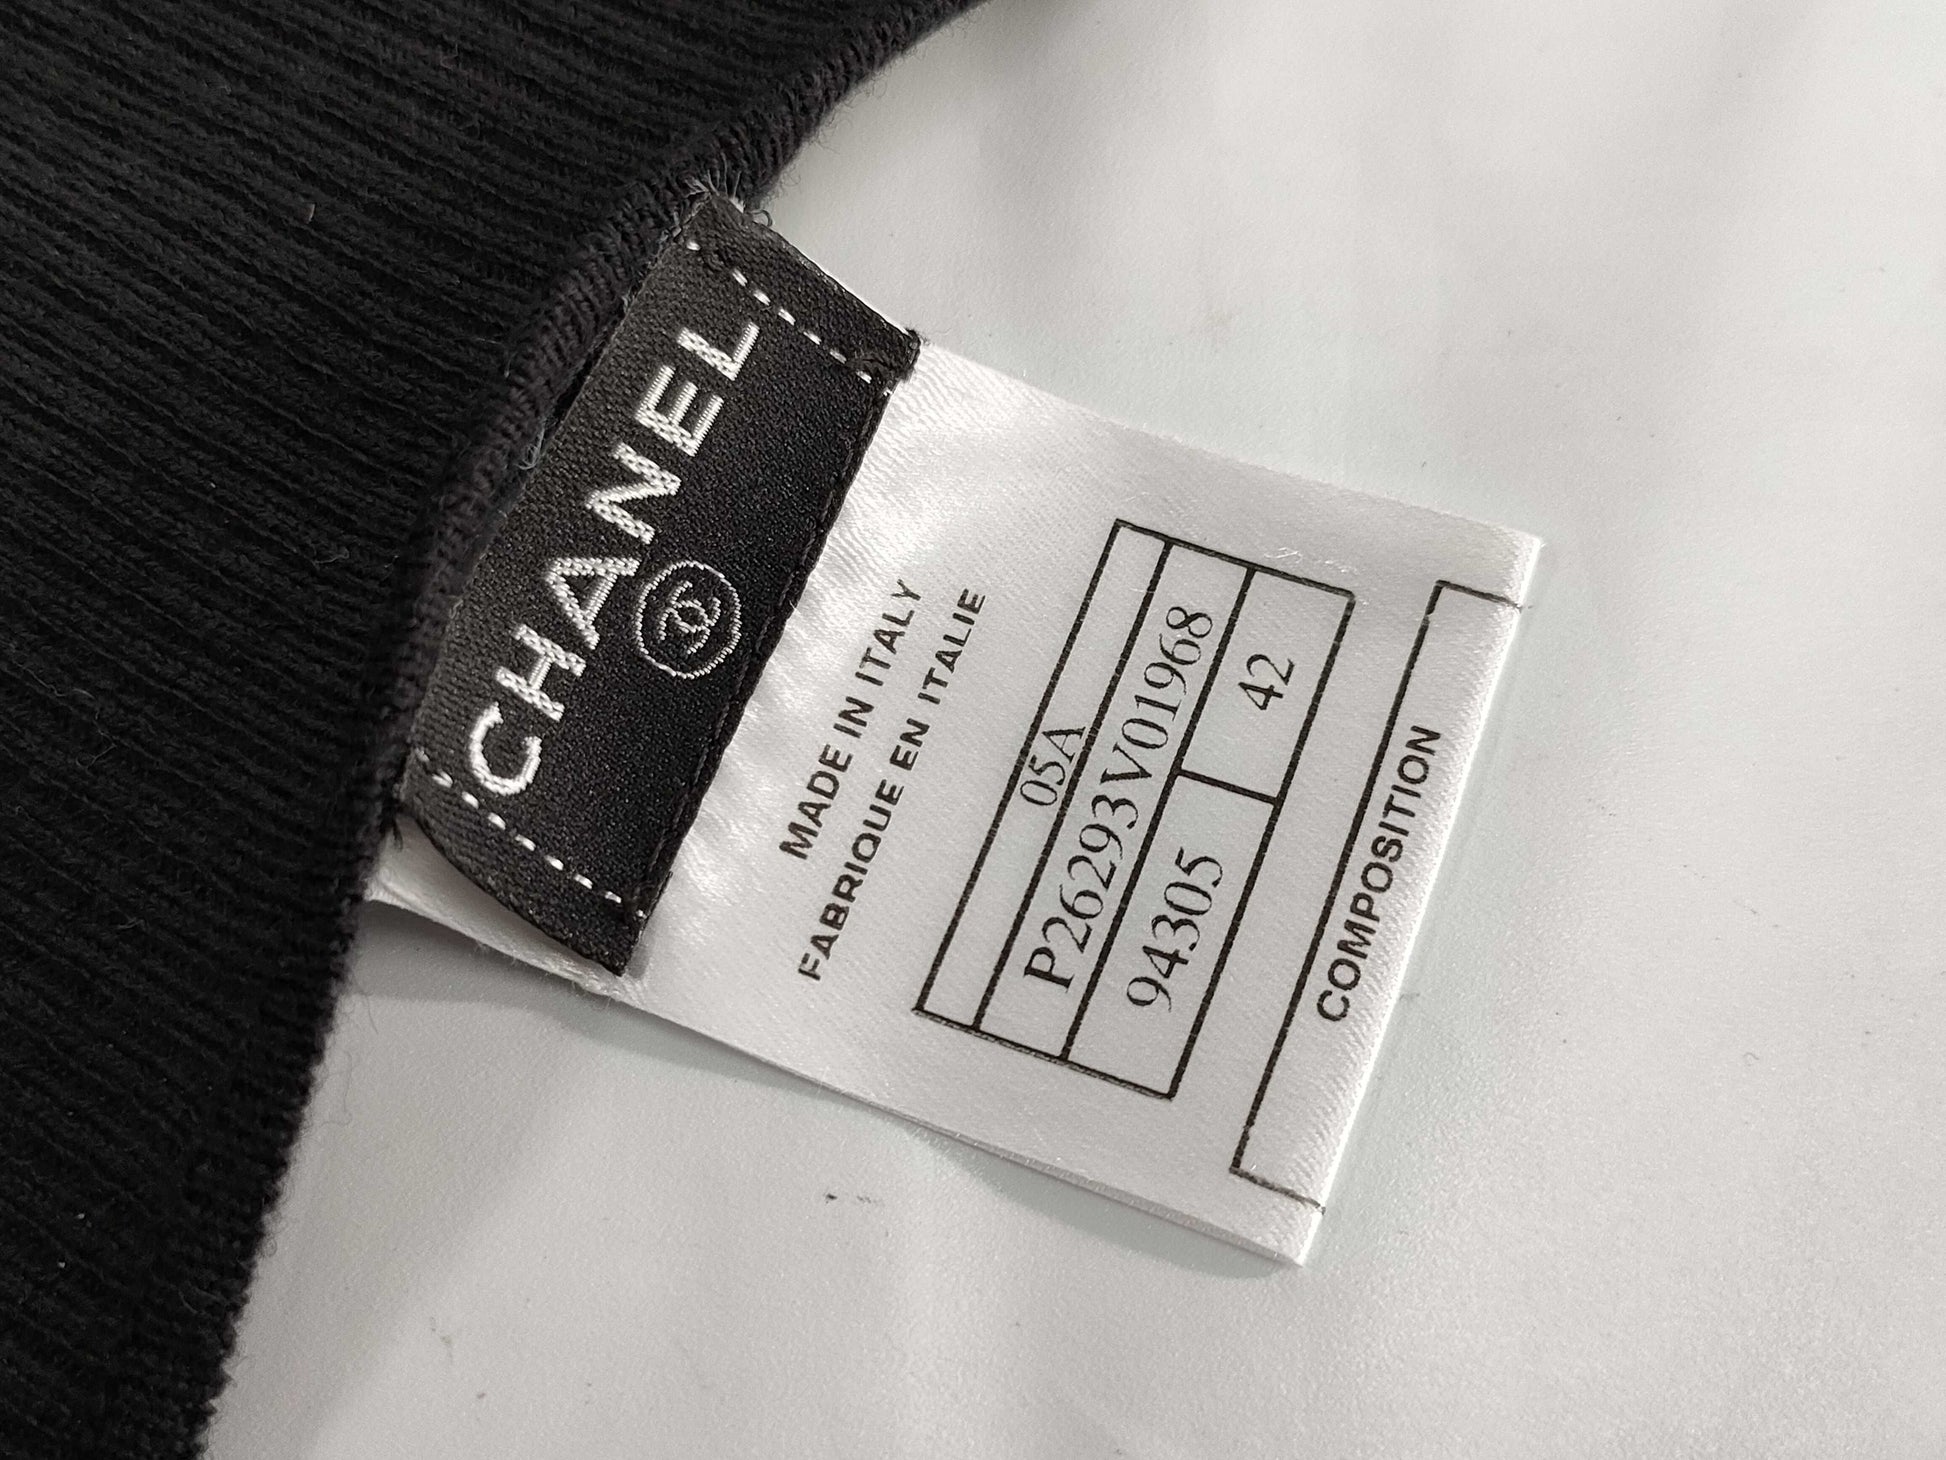 CHANEL
MADE IN ITALY
FABRIQUE EN ITALIE
05A
P26293V01968
94305 42
COMPOSITION